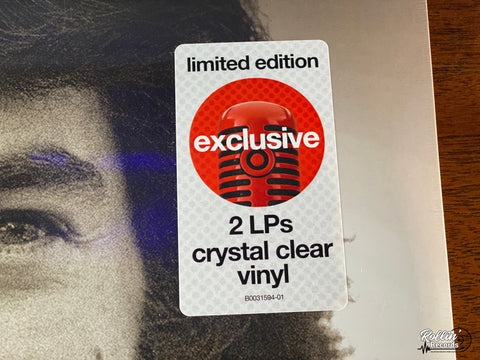 limited edition
exclusive
2 LPs
crystal clear
vinyl
B0031594-01
Rollin'
Records